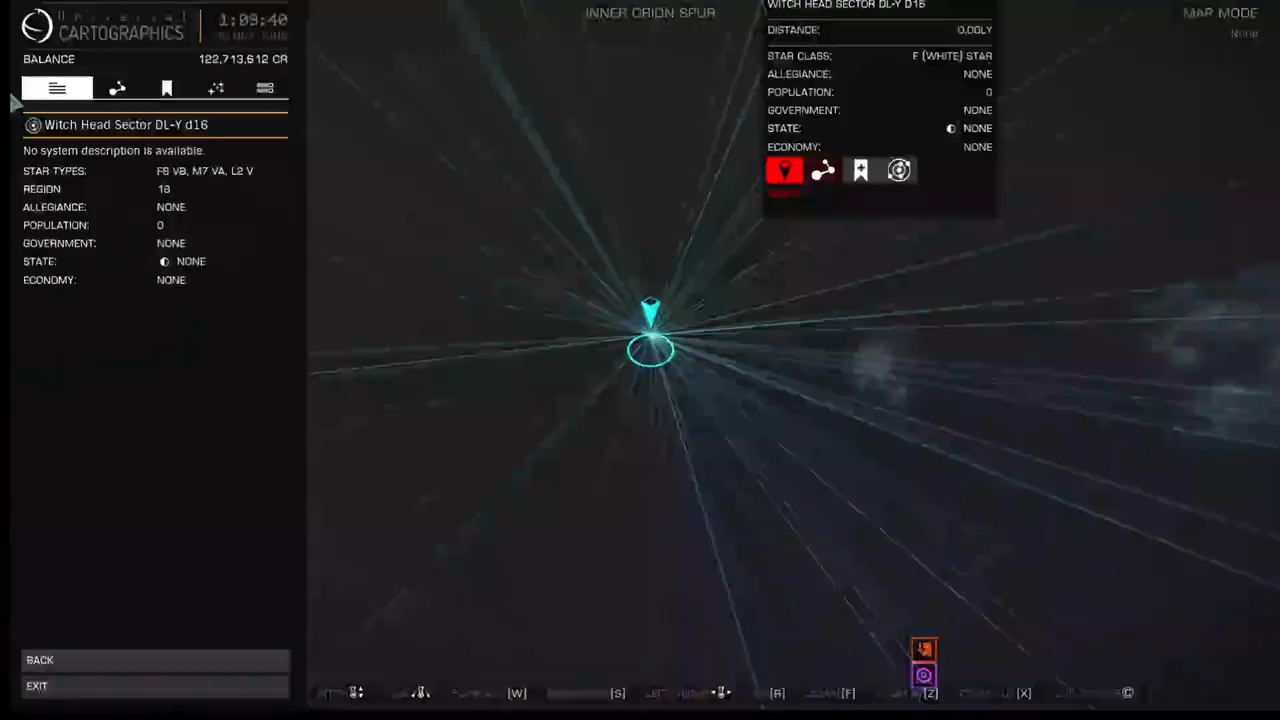 Universal
CARTOGRAPHICS
1:09:40
BALANCE 122,713,612 CR
Witch Head Sector DL-Y d16
No system description is available.
STAR TYPES: F8 VB, M7 VA, L2 V
REGION 18
ALLEGIANCE: NONE
POPULATION: 0
GOVERNMENT: NONE
STATE: NONE
ECONOMY: NONE
BACK
EXIT
INNER ORION SPUR
WITCH HEAD SECTOR DL-Y D16
DISTANCE: 0.00LY
STAR CLASS: F (WHITE) STAR
ALLEGIANCE: NONE
POPULATION: 0
GOVERNMENT: NONE
STATE: NONE
ECONOMY: NONE
MAP MODE
None
[W] [S] [R] [F] [Z] [X]